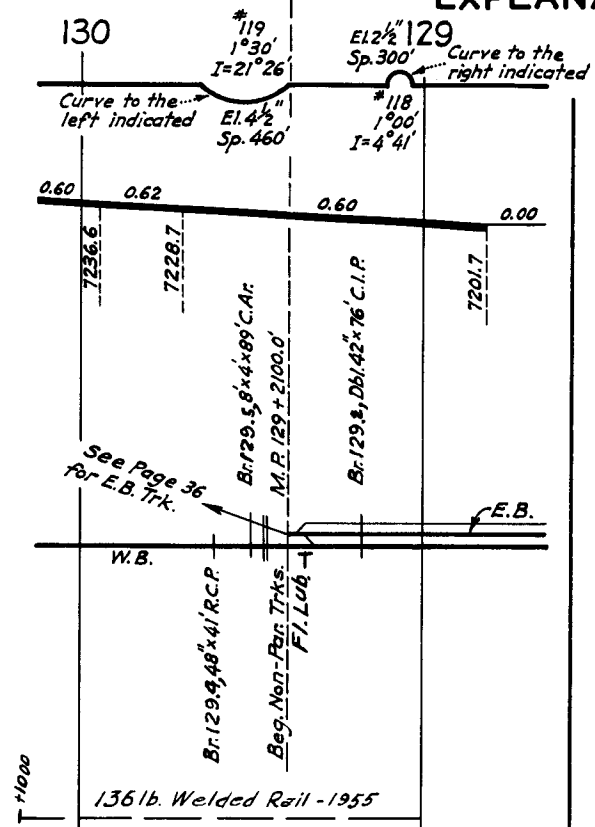 EXPLANA
130
#119
1°30'
I=21°26'
El. 2½"
Sp. 300'
129
Curve to the
right indicated
Curve to the
left indicated
El. 4½"
Sp. 460'
#118
1°00'
I=4°41'
0.60
0.62
0.60
0.00
7236.6
7228.7
7201.7
Br. 129.5, 8'x4'x89' C.Ar.
M.P. 129+2100.0'
Br. 129.2, Dbl. 42"x76' C.I.P.
See Page 36
for E.B. Trk.
E.B.
W.B.
Br. 129.4, 48"x41' R.C.P.
Beg. Non-Par. Trks.
Fl. Lub.
+1000
136 lb. Welded Rail - 1955